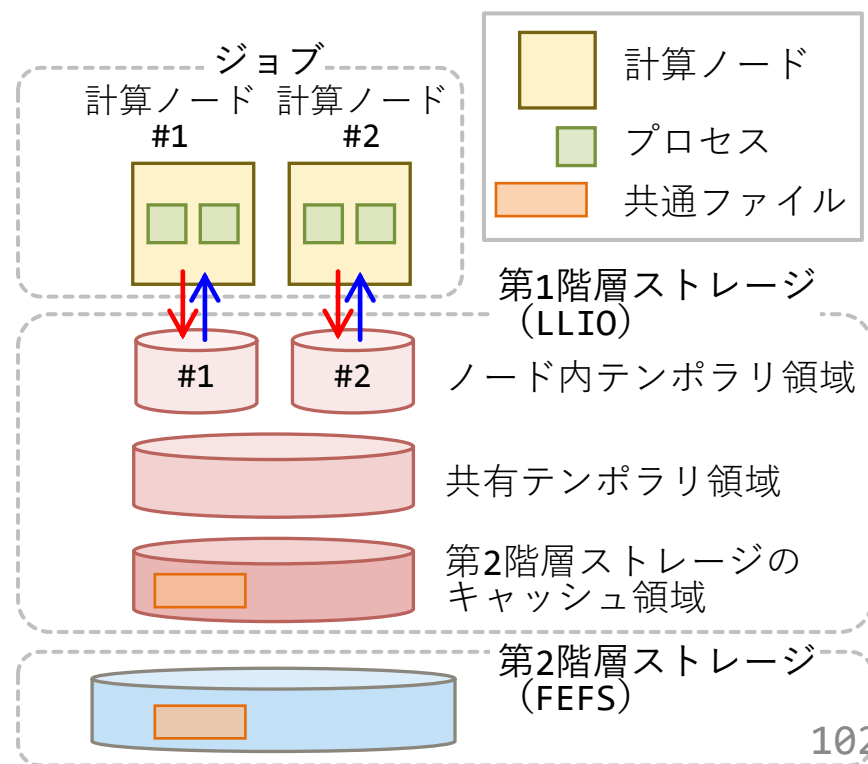 ジョブ
計算ノード
#1
計算ノード
#2
計算ノード
プロセス
共通ファイル
第1階層ストレージ
（LLIO）
#1
#2
ノード内テンポラリ領域
共有テンポラリ領域
第2階層ストレージの
キャッシュ領域
第2階層ストレージ
（FEFS）
102